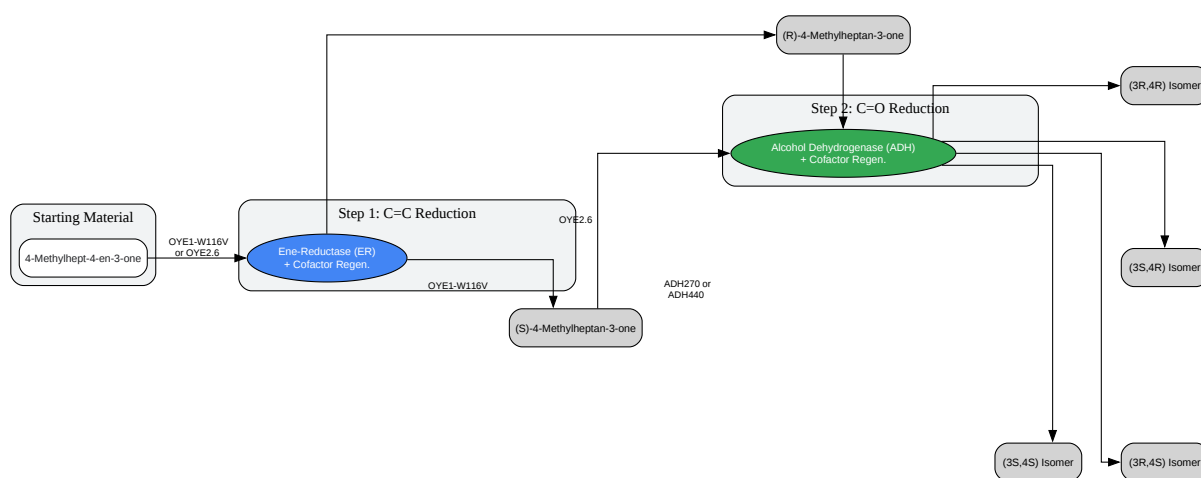 (R)-4-Methylheptan-3-one
(3R,4R) Isomer
Step 2: C=O Reduction
Alcohol Dehydrogenase (ADH)
+ Cofactor Regen.
Starting Material
4-Methylhept-4-en-3-one
OYE1-W116V
or OYE2.6
Step 1: C=C Reduction
Ene-Reductase (ER)
+ Cofactor Regen.
OYE2.6
OYE1-W116V
(S)-4-Methylheptan-3-one
ADH270 or
ADH440
(3S,4R) Isomer
(3S,4S) Isomer
(3R,4S) Isomer